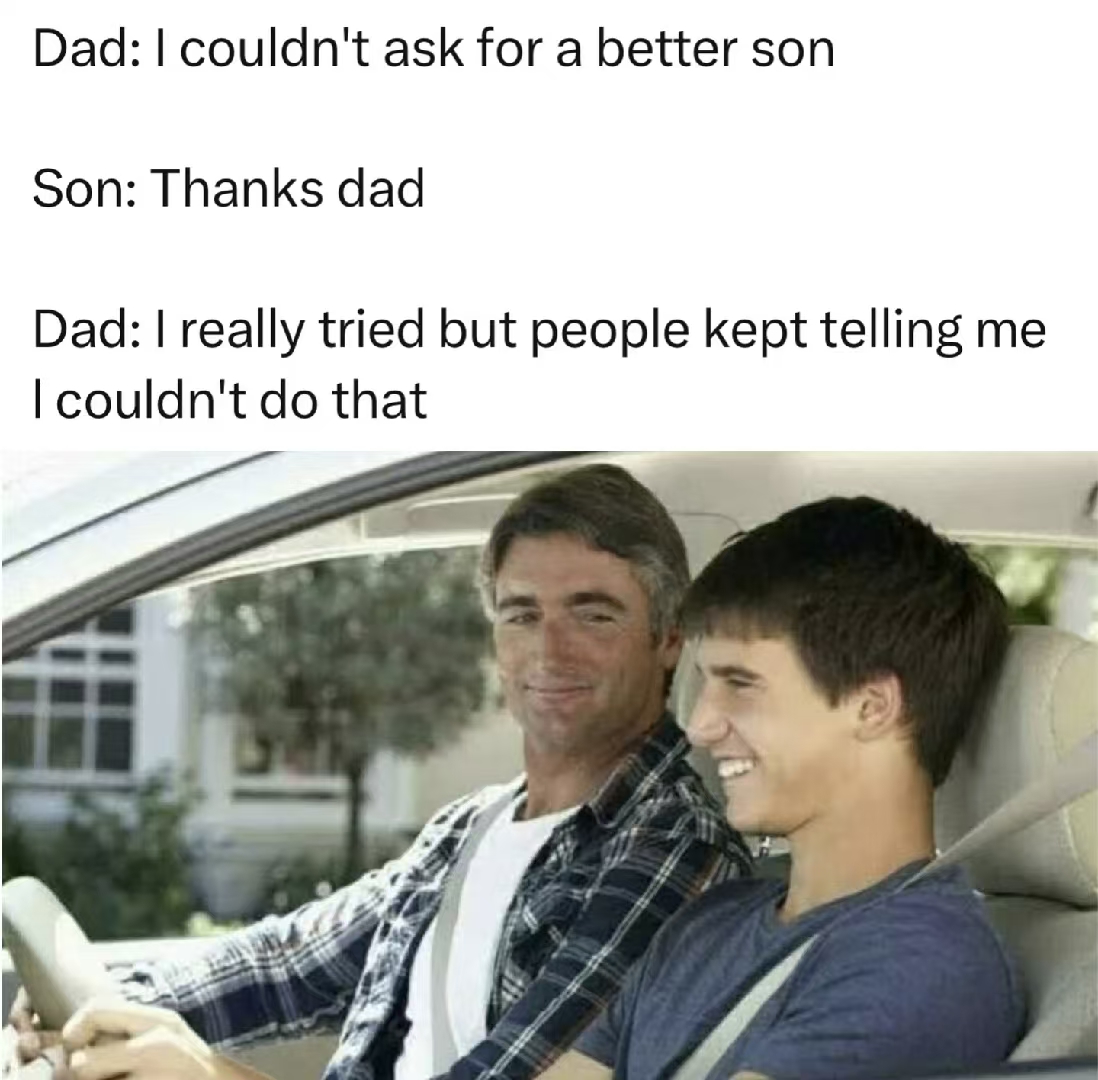 Dad: I couldn't ask for a better son
Son: Thanks dad
Dad: I really tried but people kept telling me
I couldn't do that